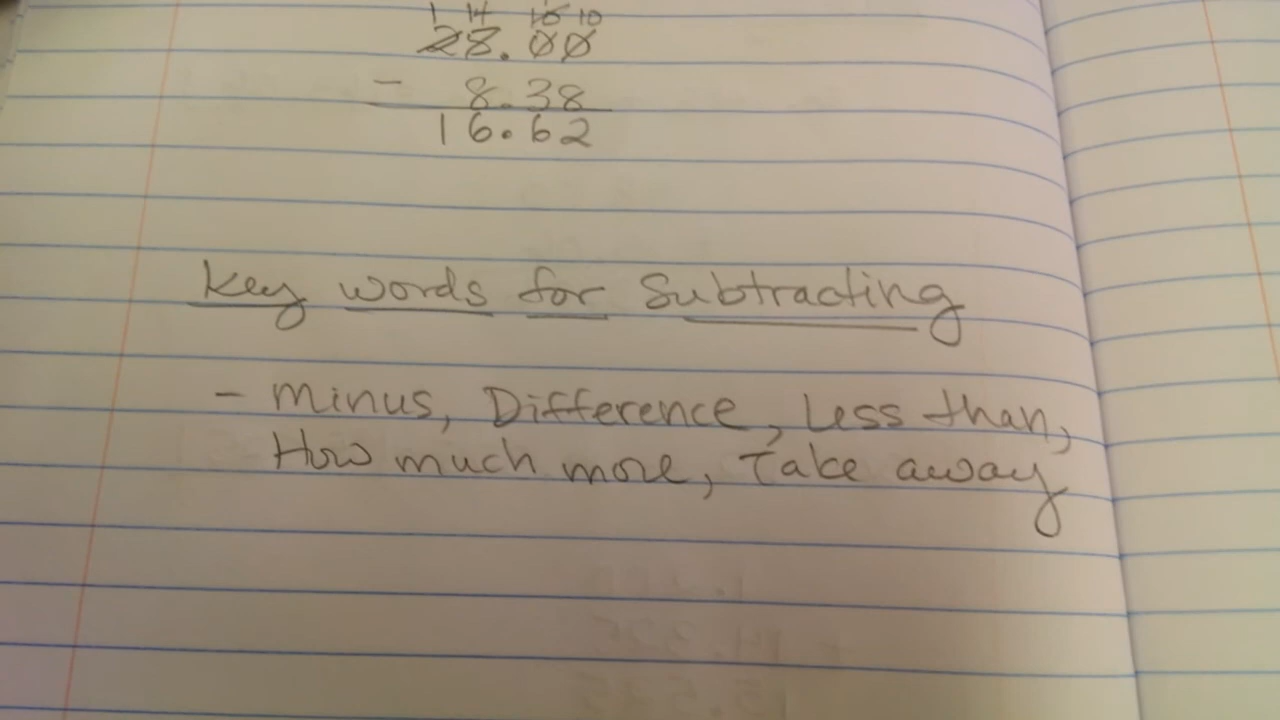 1 14 10 10
25.00
- 8.38
16.62
Key words for Subtracting
- Minus, Difference, Less than,
How much more, Take away